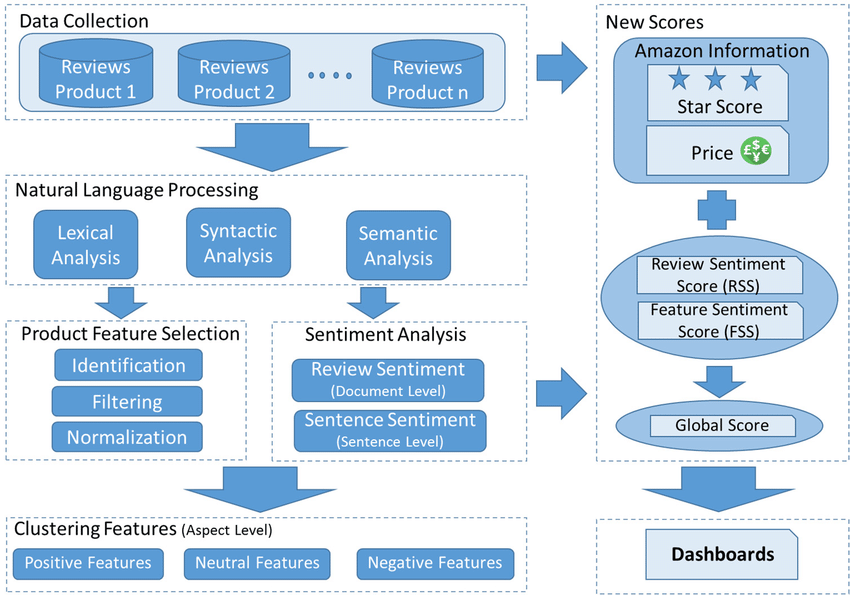 Data Collection
Reviews
Product 1
Reviews
Product 2
Reviews
Product n
Natural Language Processing
Lexical
Analysis
Syntactic
Analysis
Semantic
Analysis
Product Feature Selection
Identification
Filtering
Normalization
Sentiment Analysis
Review Sentiment
(Document Level)
Sentence Sentiment
(Sentence Level)
Clustering Features (Aspect Level)
Positive Features
Neutral Features
Negative Features
New Scores
Amazon Information
Star Score
Price £$€¥
Review Sentiment
Score (RSS)
Feature Sentiment
Score (FSS)
Global Score
Dashboards